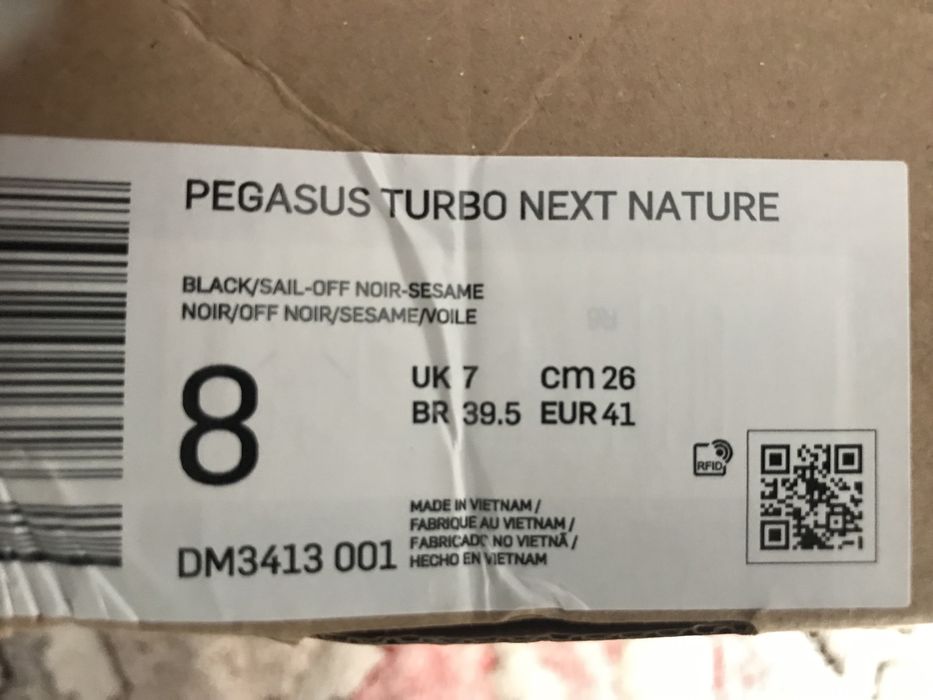 PEGASUS TURBO NEXT NATURE
BLACK/SAIL-OFF NOIR-SESAME
NOIR/OFF NOIR/SESAME/VOILE
8
UK 7 cm 26
BR 39.5 EUR 41
RFID
MADE IN VIETNAM /
FABRIQUE AU VIETNAM /
FABRICADO NO VIETNÃ /
HECHO EN VIETNAM
DM3413 001